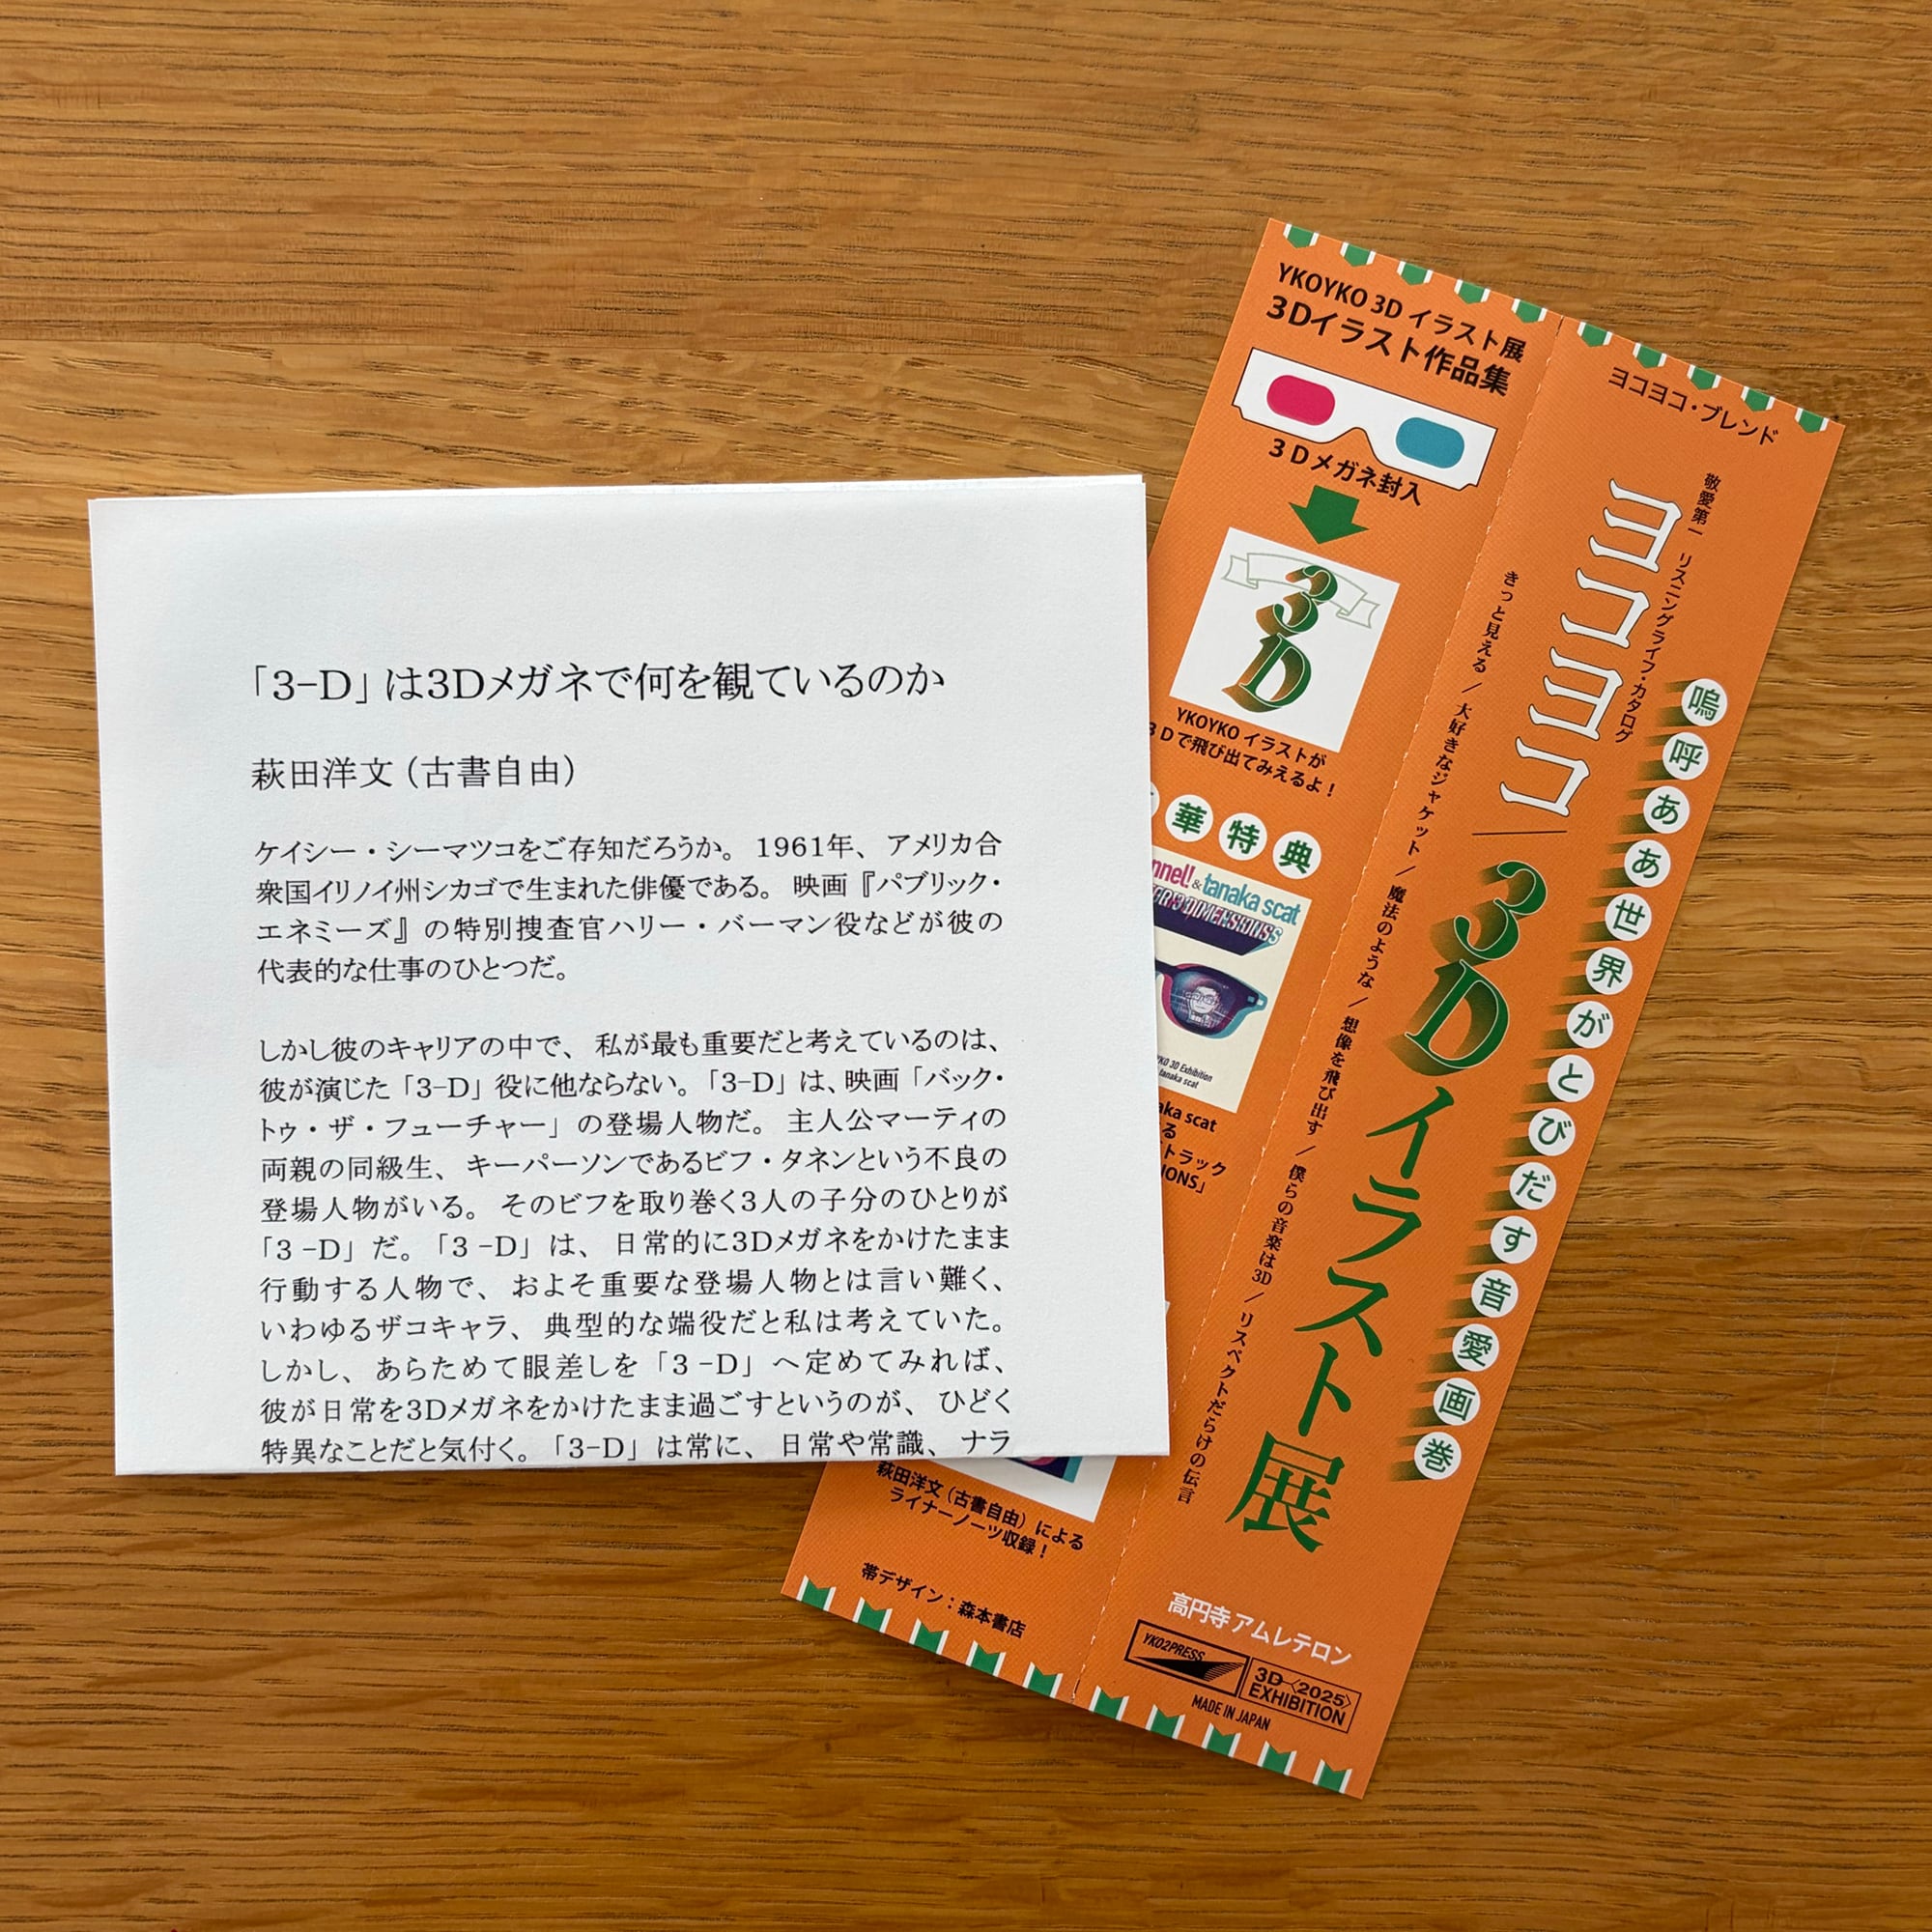 「3-D」は3Dメガネで何を観ているのか
萩田洋文(古書自由)
ケイシー・シーマツコをご存知だろうか。1961年、アメリカ合
衆国イリノイ州シカゴで生まれた俳優である。映画『パブリック・
エネミーズ』の特別捜査官ハリー・バーマン役などが彼の
代表的な仕事のひとつだ。
しかし彼のキャリアの中で、私が最も重要だと考えているのは、
彼が演じた「3-D」役に他ならない。「3-D」は、映画「バック・
トゥ・ザ・フューチャー」の登場人物だ。主人公マーティの
両親の同級生、キーパーソンであるビフ・タネンという不良の
登場人物がいる。そのビフを取り巻く3人の子分のひとりが
「3-D」だ。「3-D」は、日常的に3Dメガネをかけたまま
行動する人物で、およそ重要な登場人物とは言い難く、
いわゆるザコキャラ、典型的な端役だと私は考えていた。
しかし、あらためて眼差しを「3-D」へ定めてみれば、
彼が日常を3Dメガネをかけたまま過ごすというのが、ひどく
特異なことだと気付く。「3-D」は常に、日常や常識、ナラ
YKOYKO 3D イラスト展
3Dイラスト作品集
3Dメガネ封入
3D
YKOYKO イラストが
3Dで飛び出てみえるよ!
華特典
nnel! & tanaka scat
3-DIMENSIONS
3D Exhibition
tanaka scat
aka scat
る
トラック
IONS」
萩田洋文(古書自由)による
ライナーノーツ収録!
帯デザイン:森本書店
ヨコヨコ・ブレンド
敬愛第一 リスニングライフ・カタログ
嗚呼ああ世界がとびだす音愛画巻
ヨコヨコ/3Dイラスト展
きっと見える/大好きなジャケット/魔法のような/想像を飛び出す/僕らの音楽は3D/リスペクトだらけの伝言
高円寺アムレテロン
YKO2PRESS
3D〈2025〉
EXHIBITION
MADE IN JAPAN